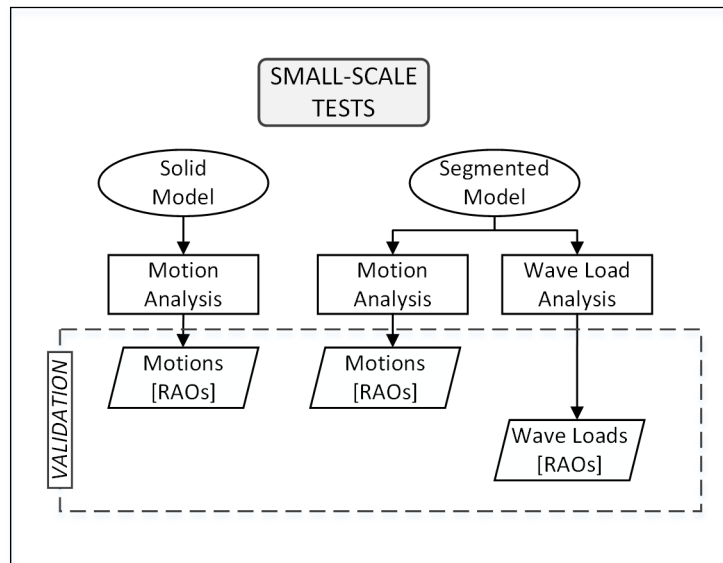 SMALL-SCALE
TESTS
Solid
Model
Segmented
Model
Motion
Analysis
Motion
Analysis
Wave Load
Analysis
VALIDATION
Motions
[RAOs]
Motions
[RAOs]
Wave Loads
[RAOs]